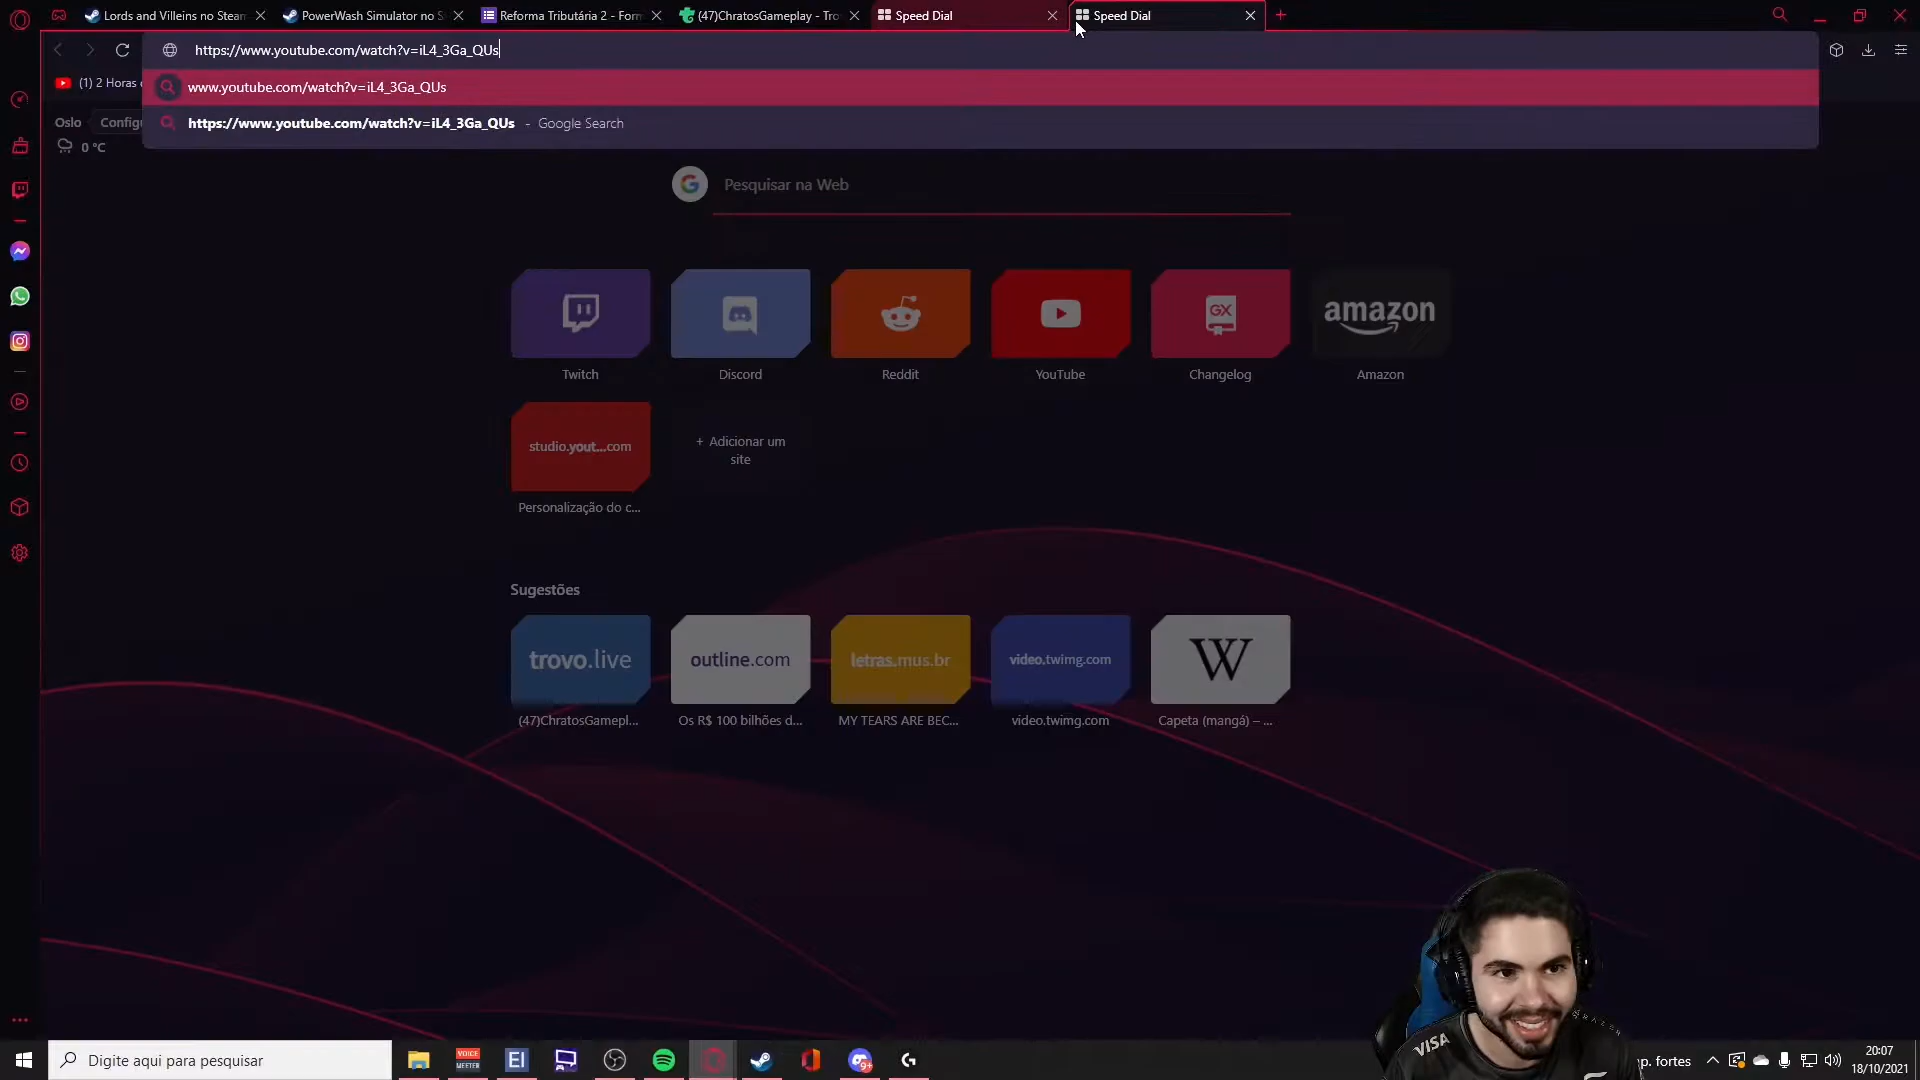 Lords and Villeins no Steam
PowerWash Simulator no S
Reforma Tributária 2 - Form
(47)ChratosGameplay - Tro
Speed Dial
Speed Dial
https://www.youtube.com/watch?v=iL4_3Ga_QUs
(1) 2 Horas
www.youtube.com/watch?v=iL4_3Ga_QUs
https://www.youtube.com/watch?v=iL4_3Ga_QUs - Google Search
Oslo
Config
0 °C
Pesquisar na Web
GX
amazon
Twitch
Discord
Reddit
YouTube
Changelog
Amazon
studio.yout...com
+ Adicionar um
site
Personalização do c...
Sugestões
trovo.live
outline.com
letras.mus.br
video.twimg.com
W
(47)ChratosGamepl...
Os R$ 100 bilhões d...
MY TEARS ARE BEC...
video.twimg.com
Capeta (mangá) – ...
RAZER
VISA
Digite aqui para pesquisar
VOICE
MEETER
EI
9+
p. fortes
20:07
18/10/2021